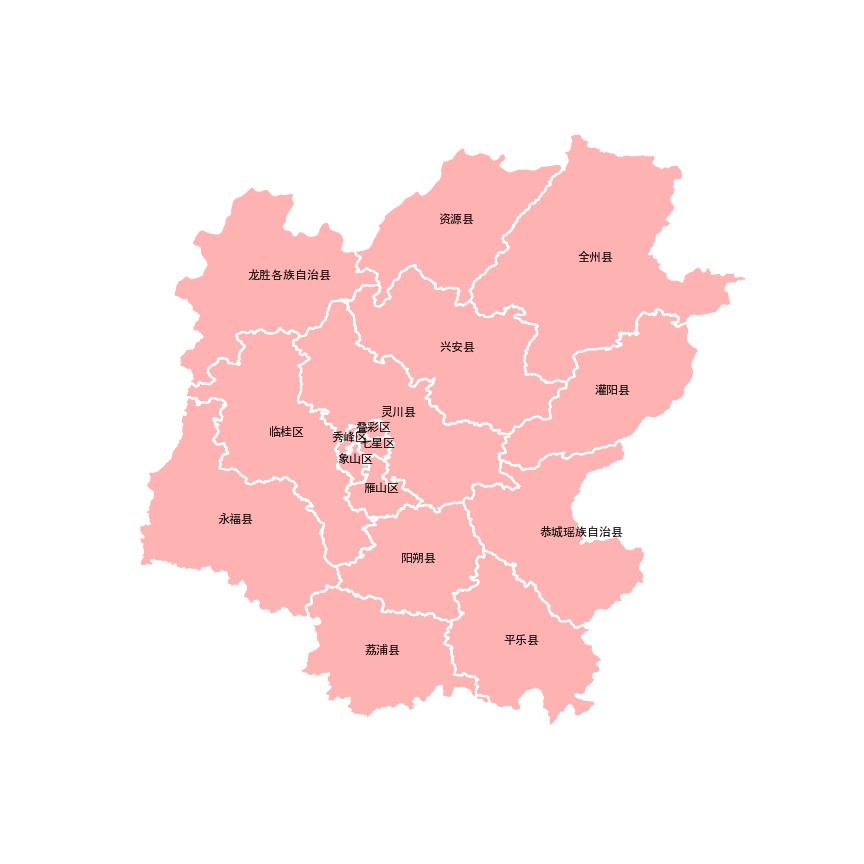 资源县
全州县
龙胜各族自治县
兴安县
灌阳县
灵川县
叠彩区
临桂区
秀峰区
七星区
象山区
雁山区
永福县
恭城瑶族自治县
阳朔县
平乐县
荔浦县